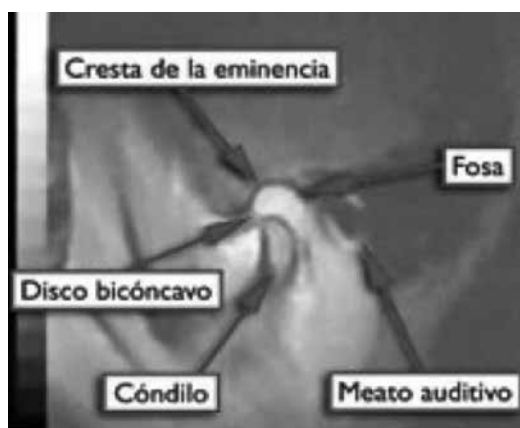 Cresta de la eminencia
Fosa
Disco bicóncavo
Cóndilo
Meato auditivo